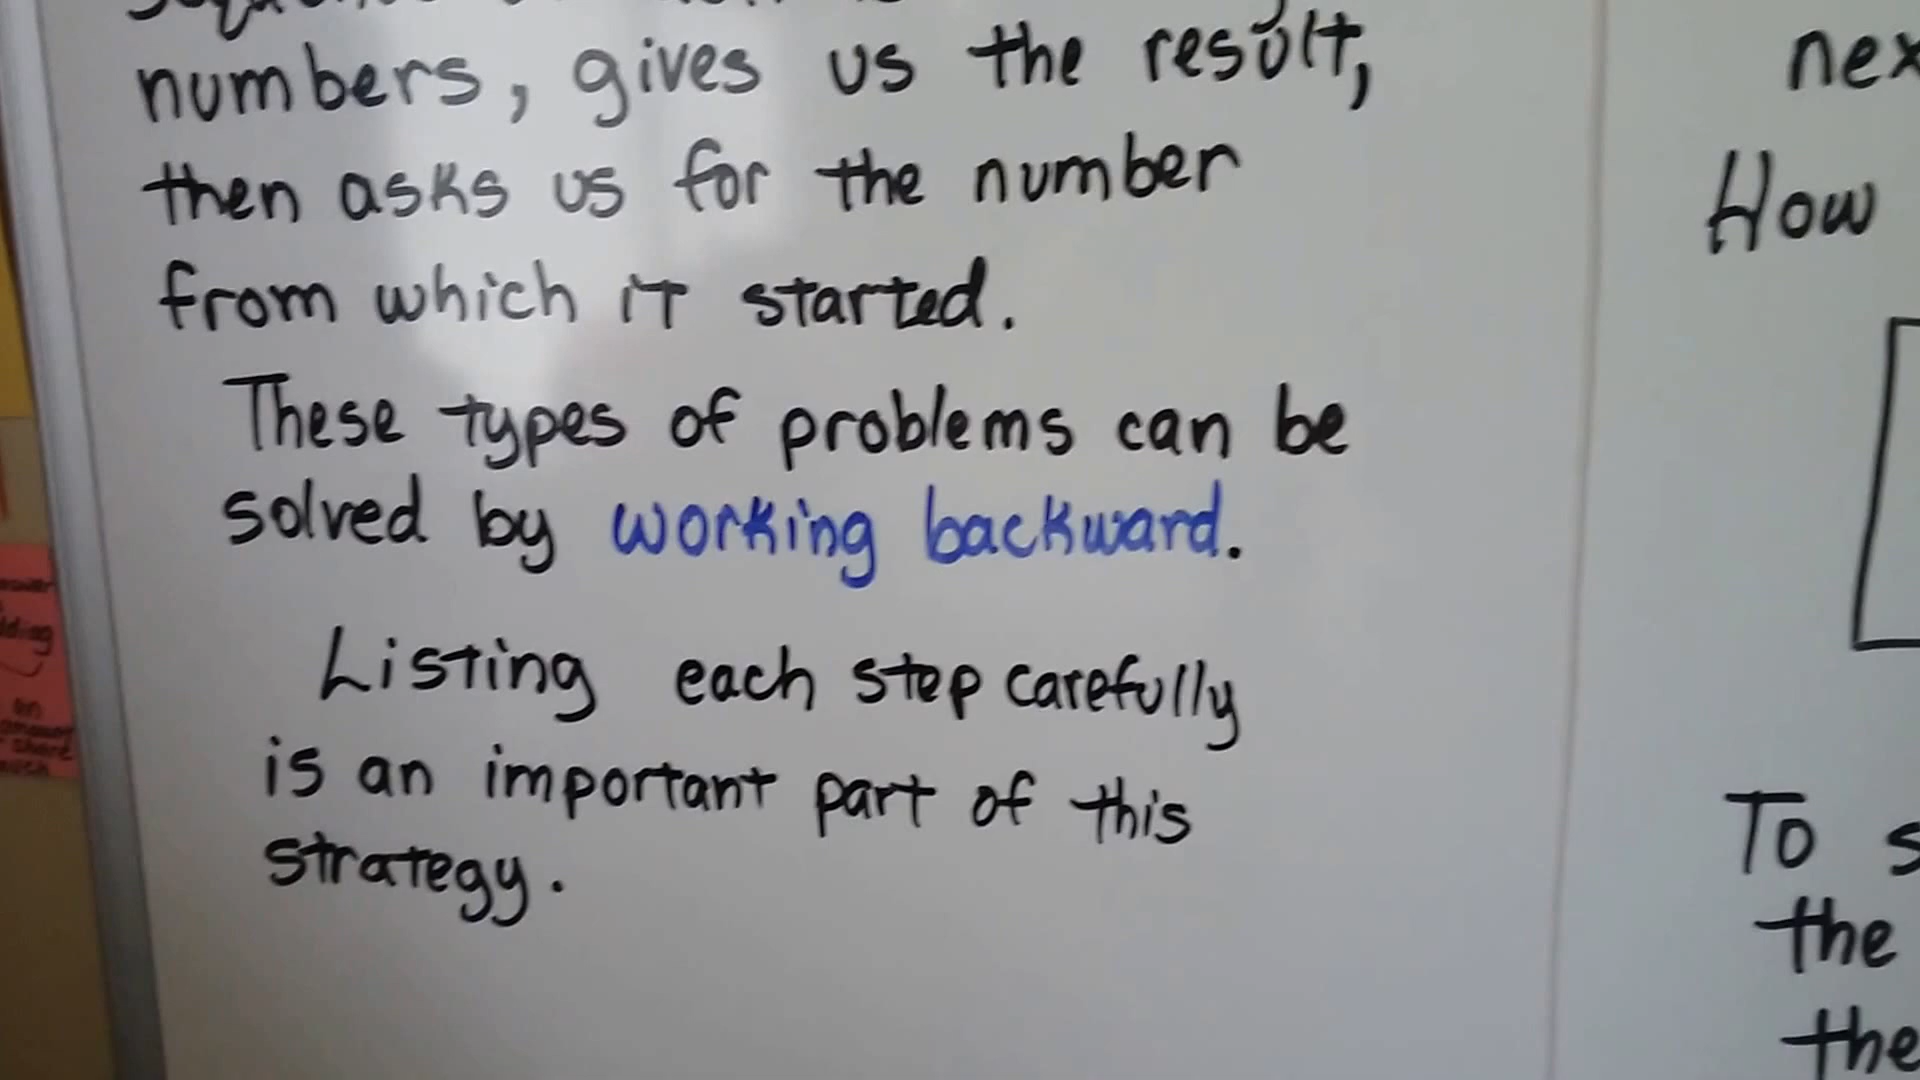 numbers, gives us the result,
then asks us for the number
from which it started.
These types of problems can be
solved by working backward.
Listing each step carefully
is an important part of this
strategy.
How
To
the
the